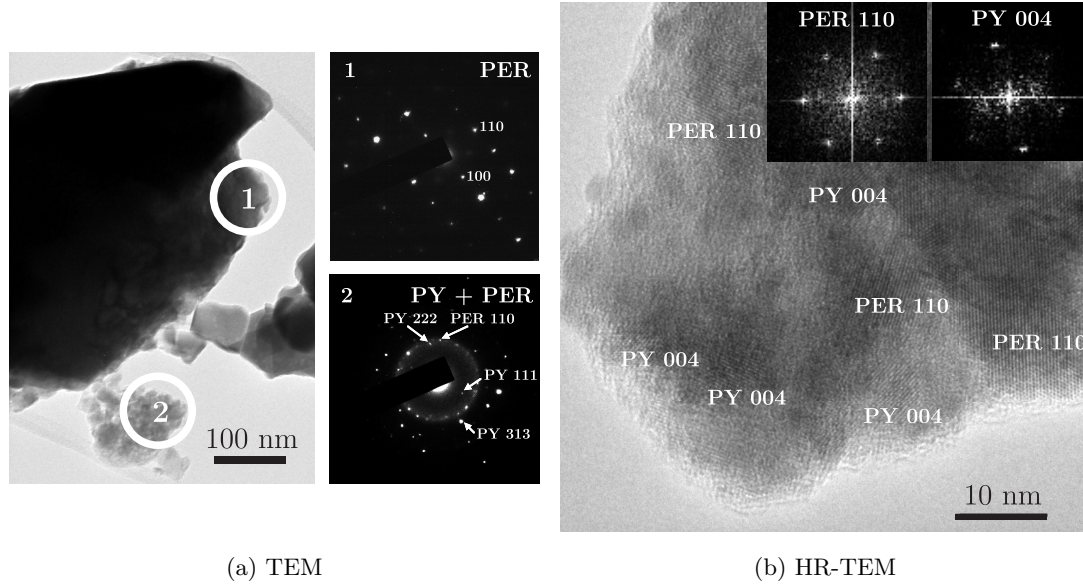 1
2
100 nm
1 PER
110
100
2 PY + PER
PY 222 PER 110
PY 111
PY 313
PER 110
PY 004
PER 110
PY 004
PER 110
PER 110
PY 004
PY 004
PY 004
10 nm
(a) TEM
(b) HR-TEM